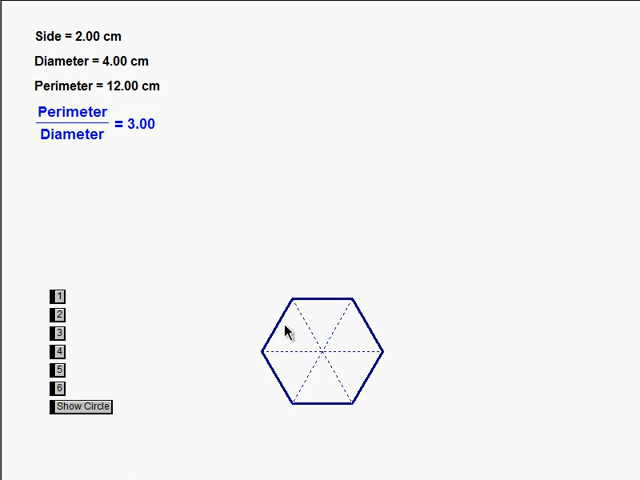 Side = 2.00 cm
Diameter = 4.00 cm
Perimeter = 12.00 cm
Perimeter
Diameter = 3.00
1
2
3
4
5
6
Show Circle